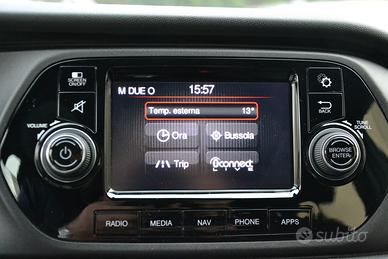 SCREEN
ON/OFF
M DUE O 15:57
Temp. esterna 13°
Ora
Bussola
Trip
Uconnect
BACK
VOLUME
TUNE
SCROLL
BROWSE
ENTER
RADIO
MEDIA
NAV
PHONE
APPS
subito